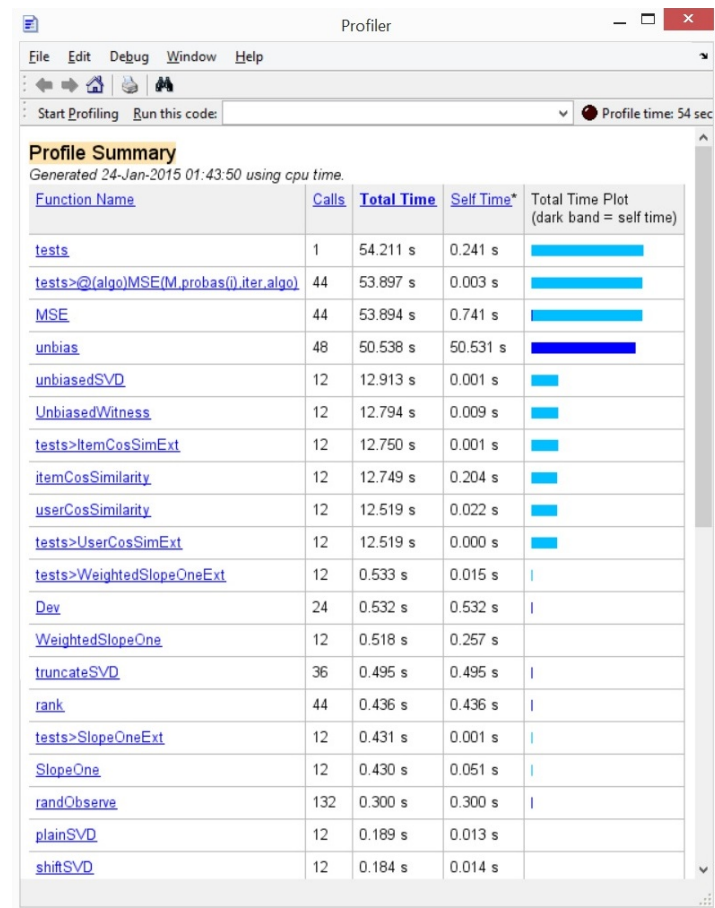 Profiler
File Edit Debug Window Help
Start Profiling Run this code: Profile time: 54 sec
Profile Summary
Generated 24-Jan-2015 01:43:50 using cpu time.
Function Name Calls Total Time Self Time* Total Time Plot
(dark band = self time)
tests 1 54.211 s 0.241 s
tests>@(algo)MSE(M,probas(i),iter,algo) 44 53.897 s 0.003 s
MSE 44 53.894 s 0.741 s
unbias 48 50.538 s 50.531 s
unbiasedSVD 12 12.913 s 0.001 s
UnbiasedWitness 12 12.794 s 0.009 s
tests>ItemCosSimExt 12 12.750 s 0.001 s
itemCosSimilarity 12 12.749 s 0.204 s
userCosSimilarity 12 12.519 s 0.022 s
tests>UserCosSimExt 12 12.519 s 0.000 s
tests>WeightedSlopeOneExt 12 0.533 s 0.015 s
Dev 24 0.532 s 0.532 s
WeightedSlopeOne 12 0.518 s 0.257 s
truncateSVD 36 0.495 s 0.495 s
rank 44 0.436 s 0.436 s
tests>SlopeOneExt 12 0.431 s 0.001 s
SlopeOne 12 0.430 s 0.051 s
randObserve 132 0.300 s 0.300 s
plainSVD 12 0.189 s 0.013 s
shiftSVD 12 0.184 s 0.014 s